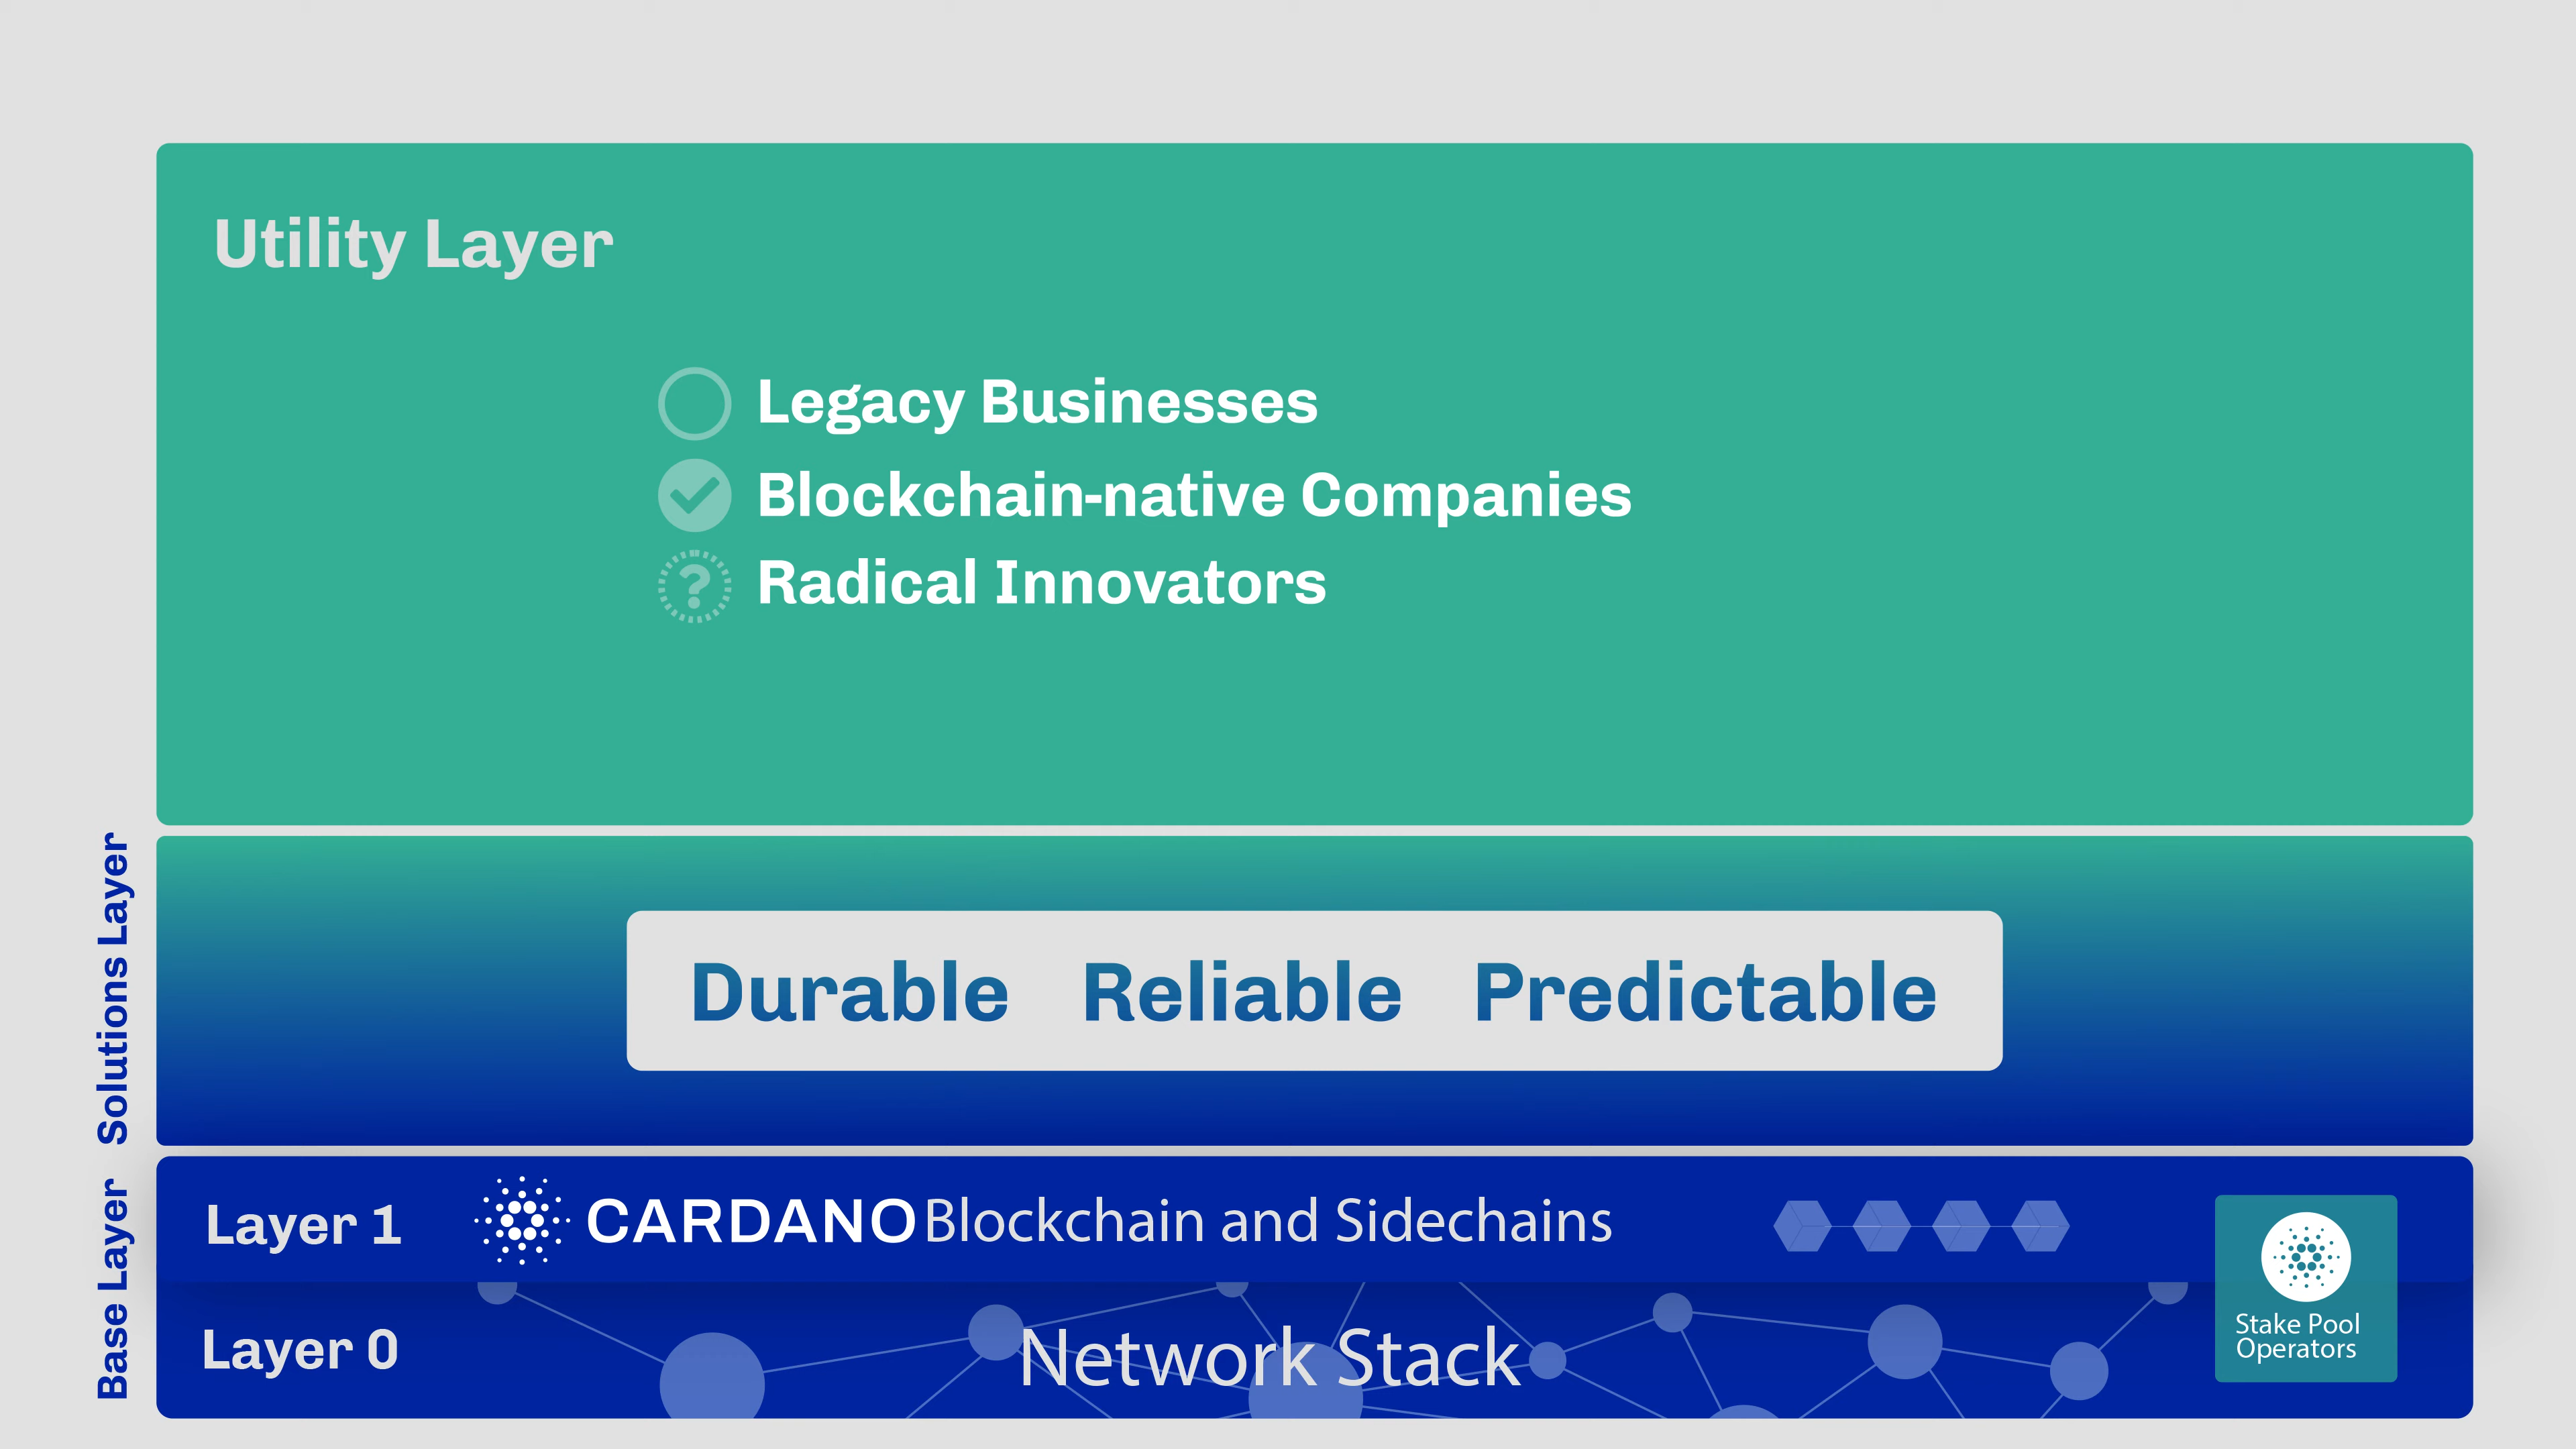 Utility Layer
Legacy Businesses
Blockchain-native Companies
? Radical Innovators
Solutions Layer
Durable Reliable Predictable
Base Layer
Layer 1 CARDANO Blockchain and Sidechains
Layer 0 Network Stack
Stake Pool
Operators